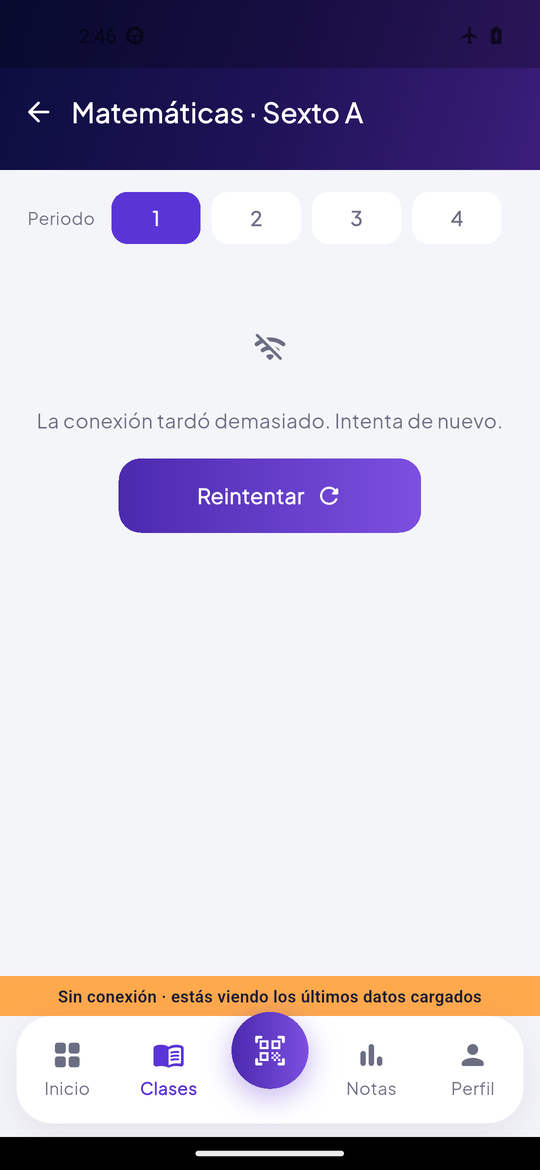 2:46
Matemáticas · Sexto A
Periodo 1 2 3 4
La conexión tardó demasiado. Intenta de nuevo.
Reintentar
Sin conexión · estás viendo los últimos datos cargados
Inicio Clases Notas Perfil